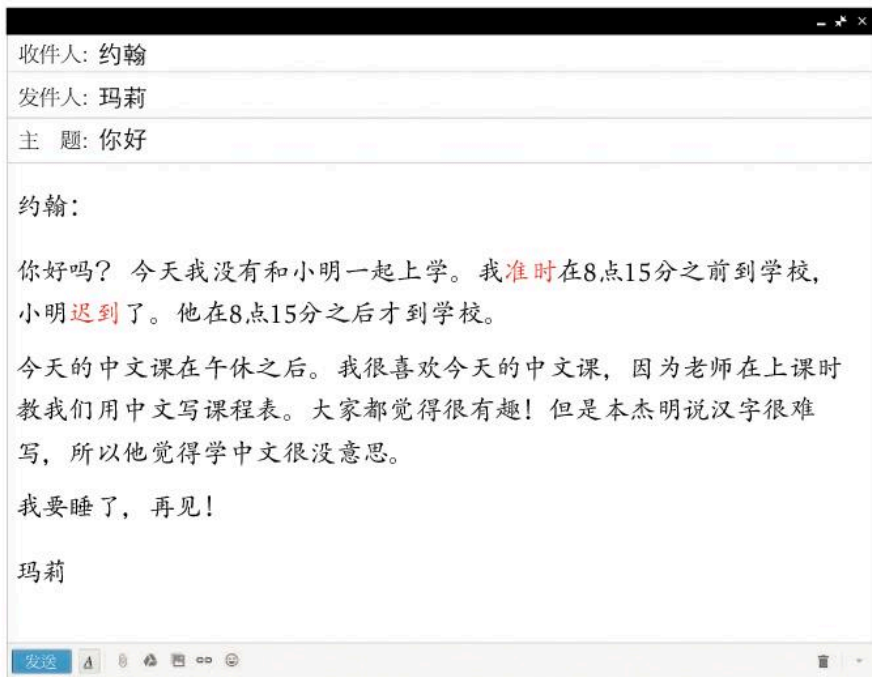 收件人: 约翰
发件人: 玛莉
主 题: 你好
约翰：
你好吗？ 今天我没有和小明一起上学。我准时在8点15分之前到学校，
小明迟到了。他在8点15分之后才到学校。
今天的中文课在午休之后。我很喜欢今天的中文课，因为老师在上课时
教我们用中文写课程表。大家都觉得很有趣！但是本杰明说汉字很难
写，所以他觉得学中文很没意思。
我要睡了，再见！
玛莉
发送 A